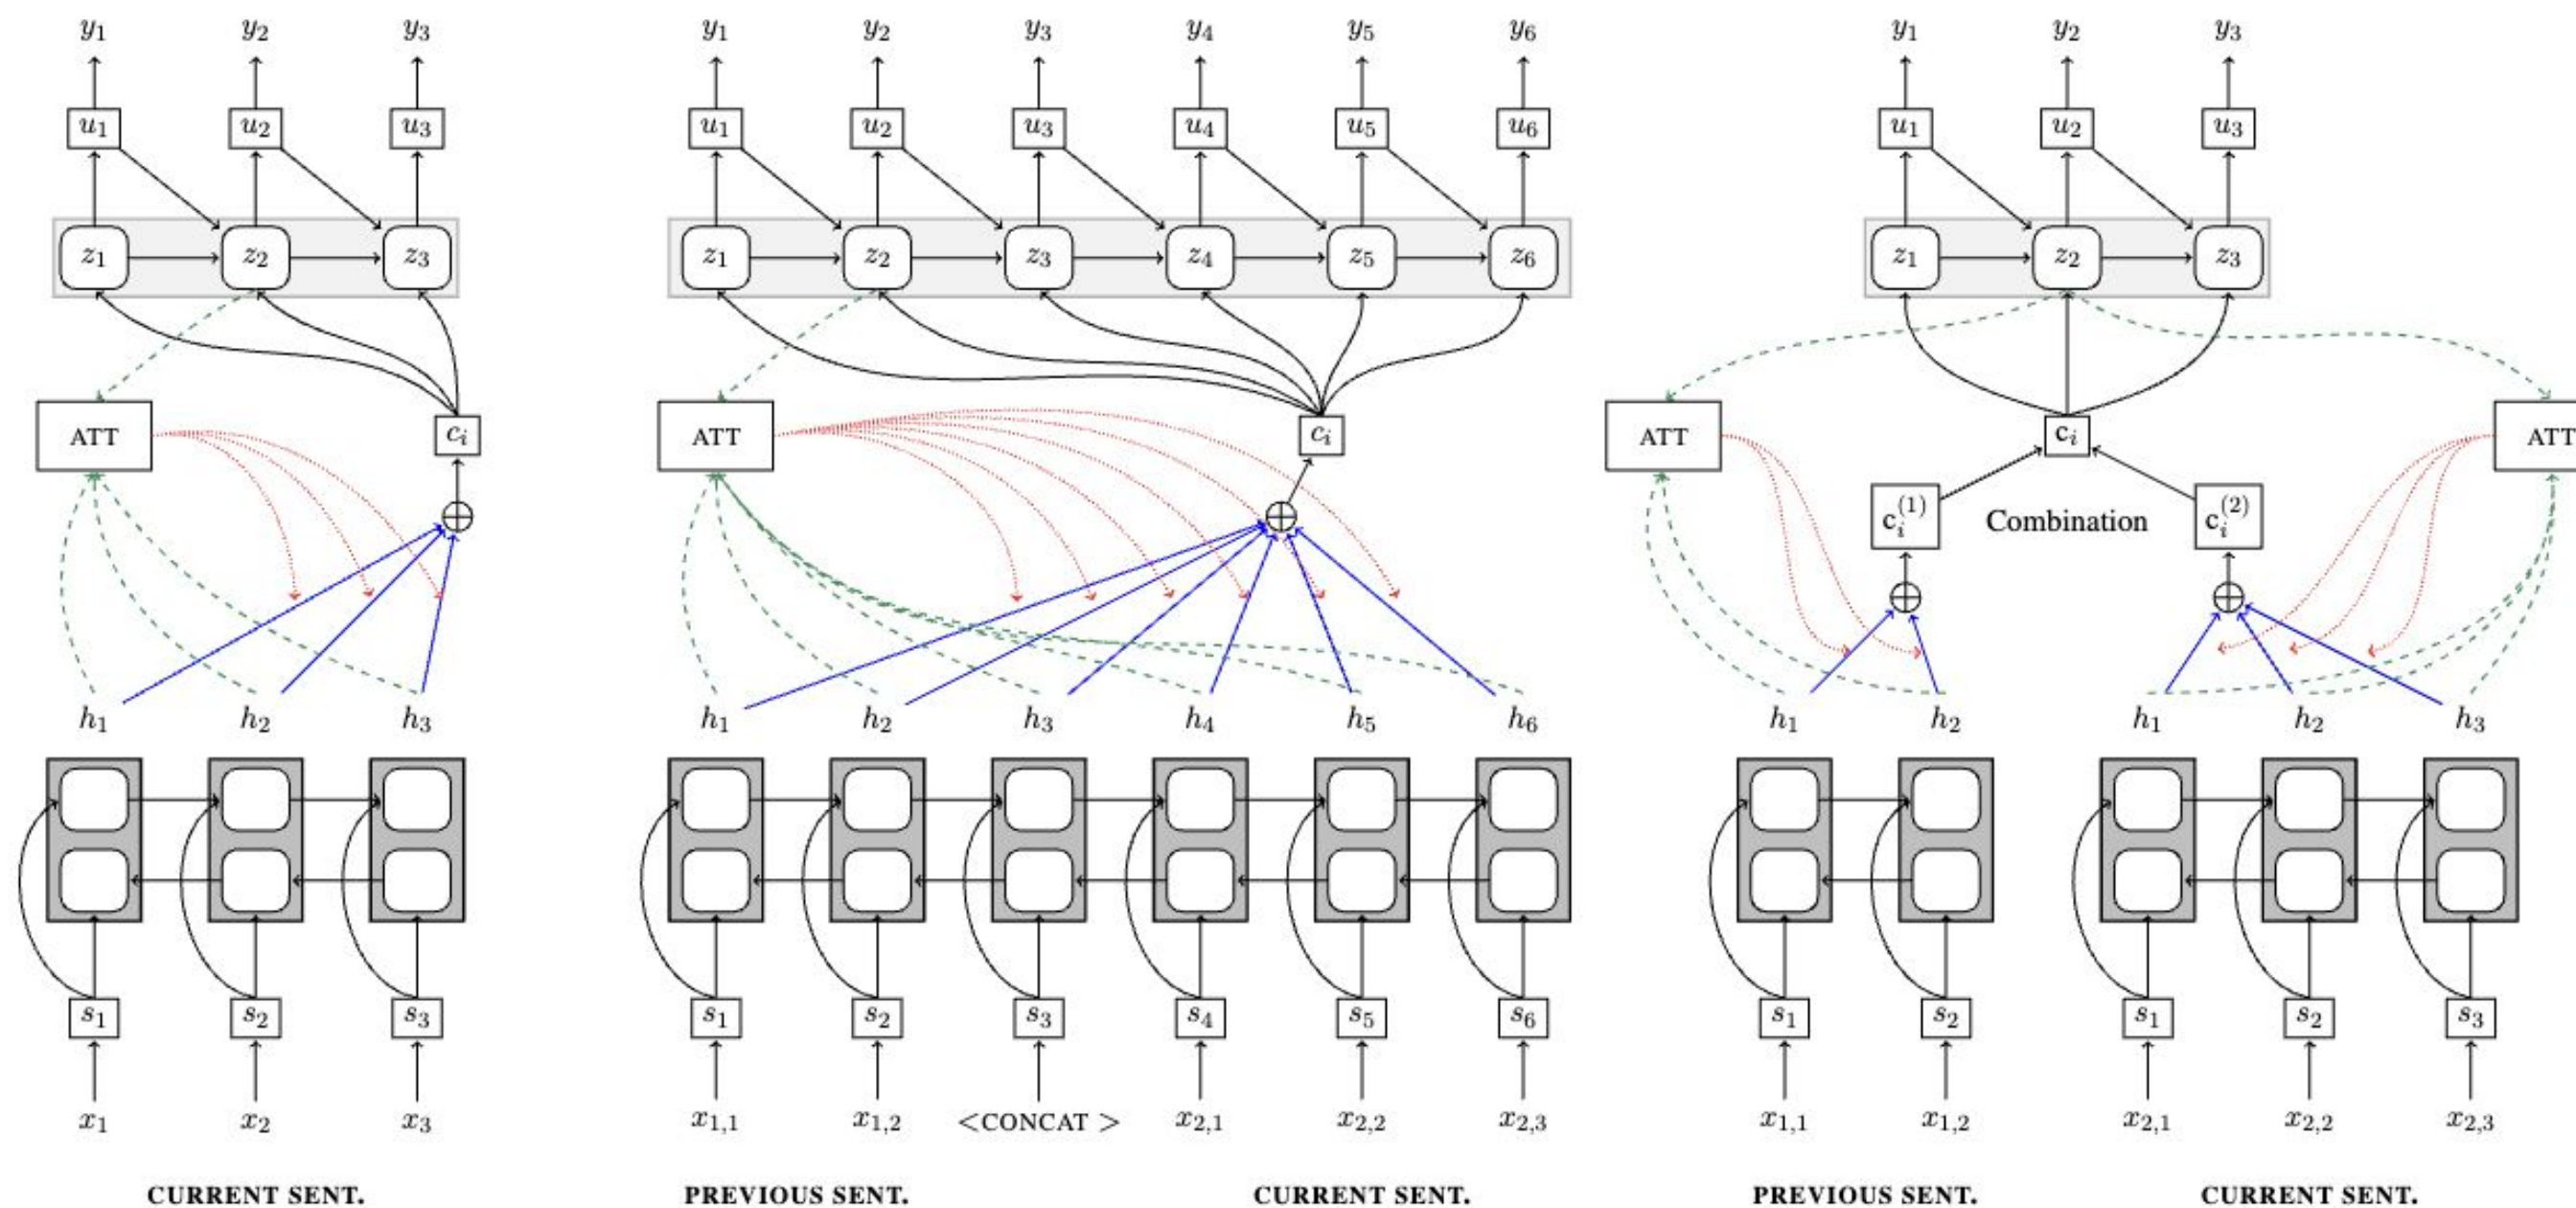 y₁ y₂ y₃ y₁ y₂ y₃ y₄ y₅ y₆ y₁ y₂ y₃
u₁ u₂ u₃ u₁ u₂ u₃ u₄ u₅ u₆ u₁ u₂ u₃
z₁ z₂ z₃ z₁ z₂ z₃ z₄ z₅ z₆ z₁ z₂ z₃
ATT cᵢ ATT cᵢ ATT cᵢ ATT
cᵢ⁽¹⁾ Combination cᵢ⁽²⁾
h₁ h₂ h₃ h₁ h₂ h₃ h₄ h₅ h₆ h₁ h₂ h₁ h₂ h₃
s₁ s₂ s₃ s₁ s₂ s₃ s₄ s₅ s₆ s₁ s₂ s₁ s₂ s₃
x₁ x₂ x₃ x₁,₁ x₁,₂ <CONCAT > x₂,₁ x₂,₂ x₂,₃ x₁,₁ x₁,₂ x₂,₁ x₂,₂ x₂,₃
CURRENT SENT. PREVIOUS SENT. CURRENT SENT. PREVIOUS SENT. CURRENT SENT.